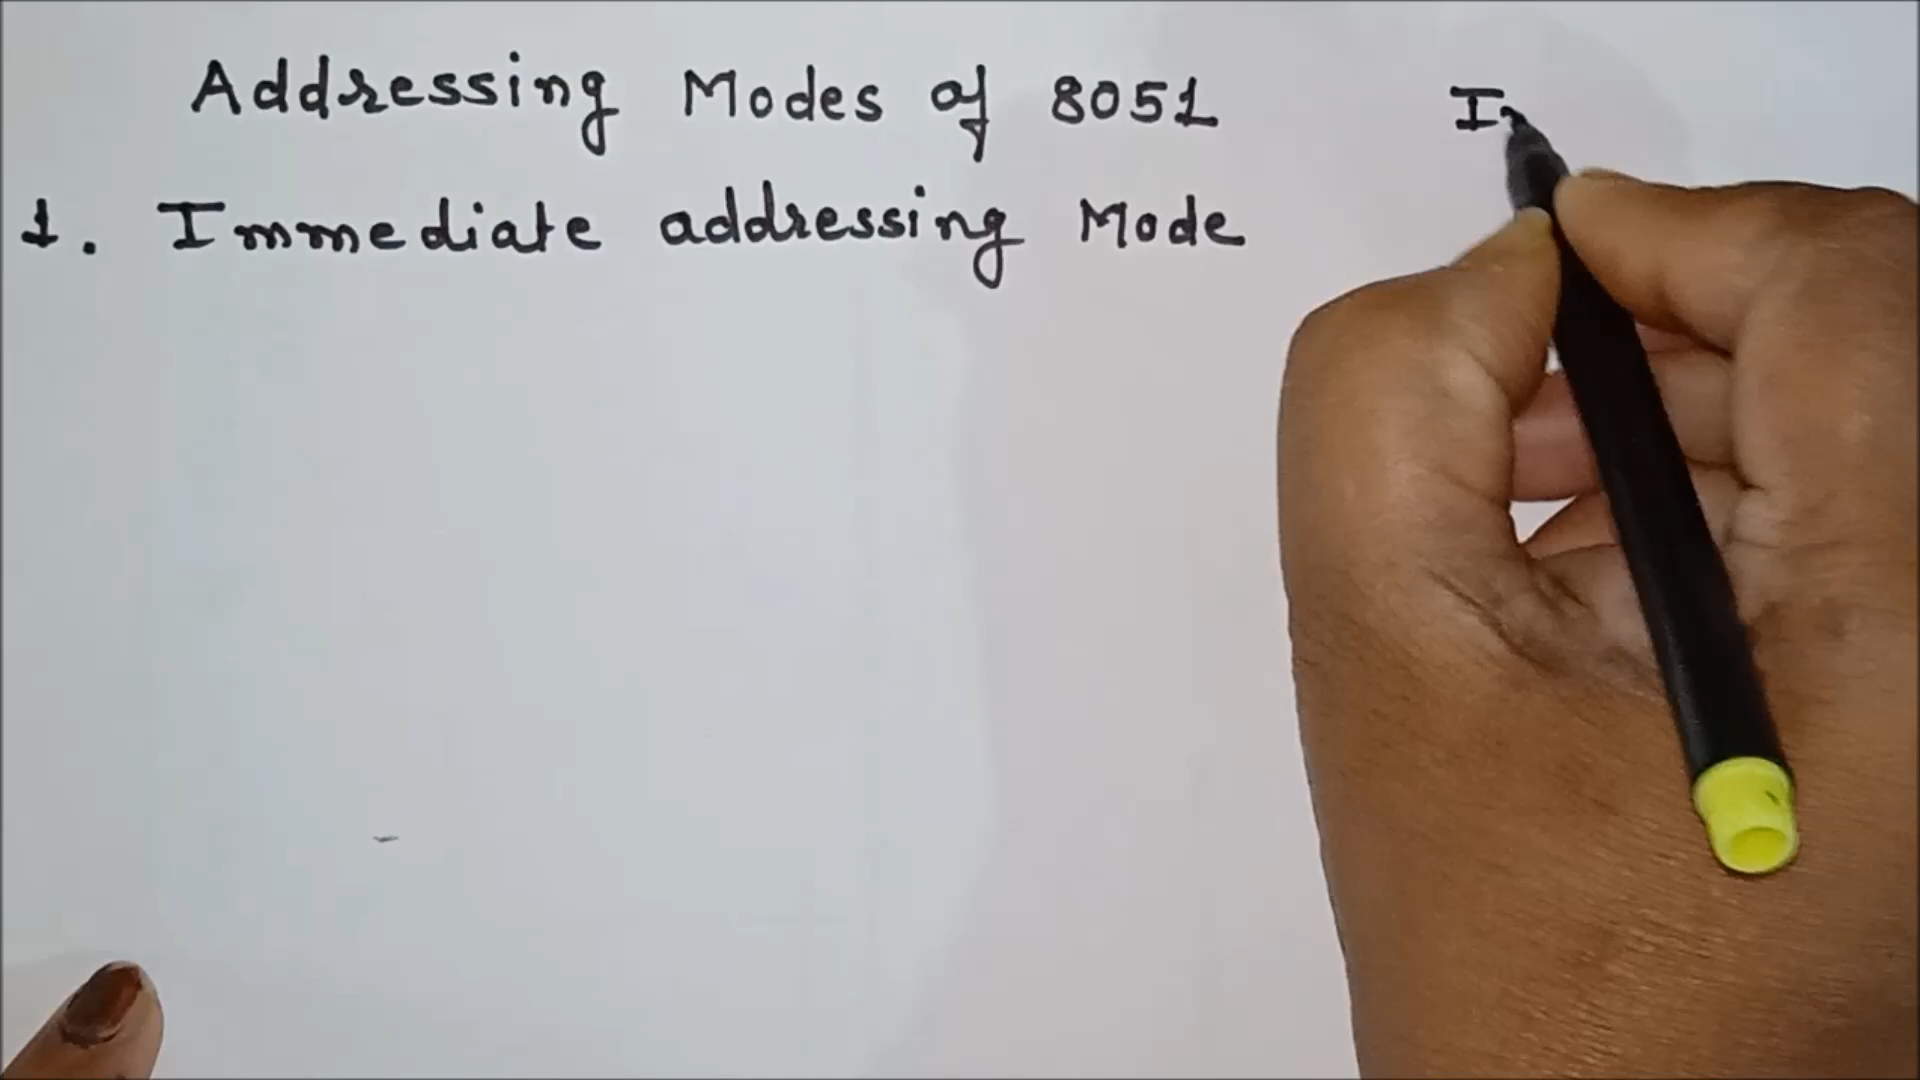 Addressing Modes of 8051
1. Immediate addressing Mode